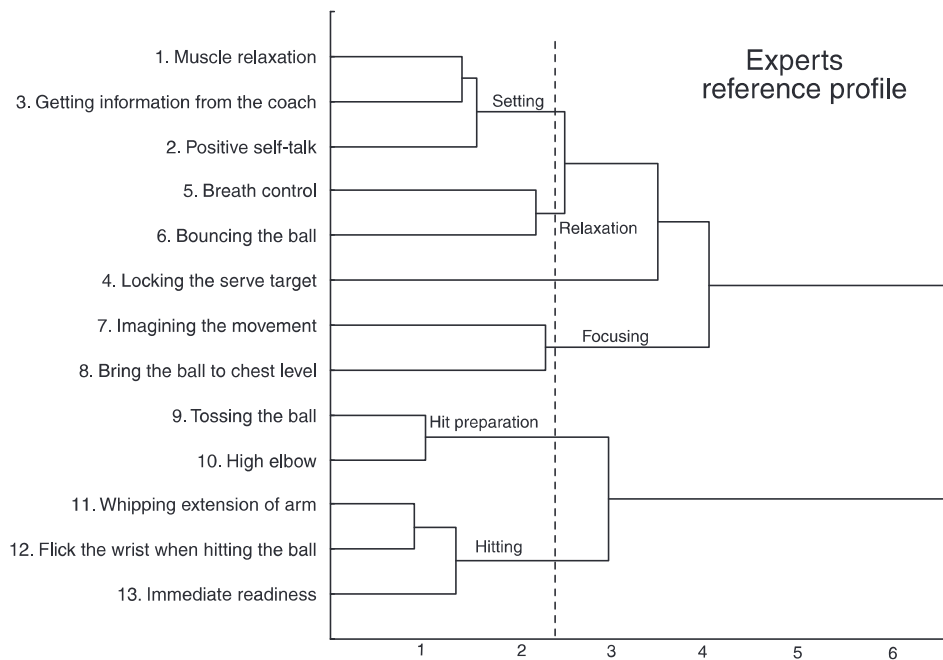 Experts
reference profile
1. Muscle relaxation
3. Getting information from the coach
Setting
2. Positive self-talk
5. Breath control
6. Bouncing the ball
Relaxation
4. Locking the serve target
7. Imagining the movement
Focusing
8. Bring the ball to chest level
9. Tossing the ball
Hit preparation
10. High elbow
11. Whipping extension of arm
12. Flick the wrist when hitting the ball
Hitting
13. Immediate readiness
1 2 3 4 5 6